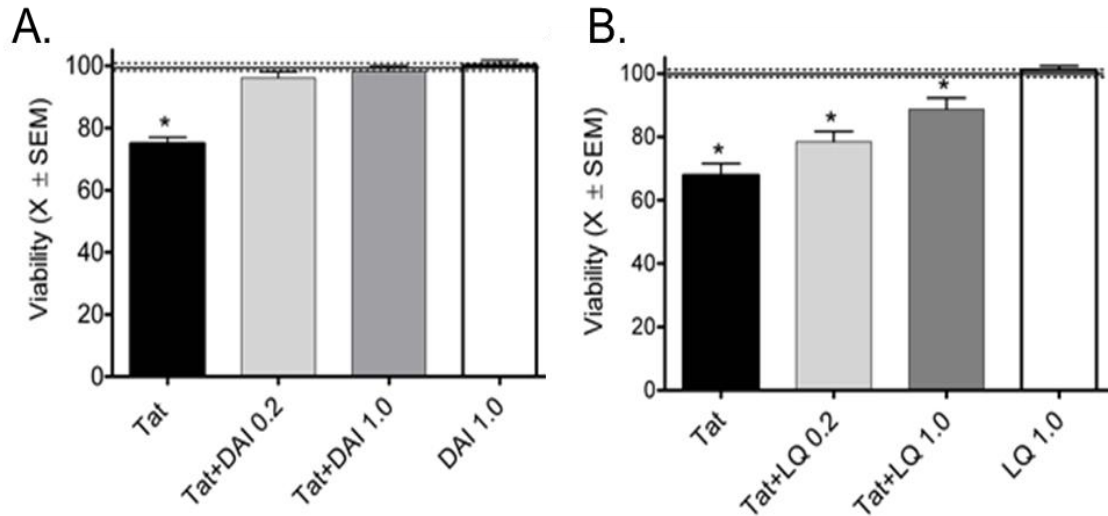 A.
Viability (X ± SEM)
100
80
60
40
20
0
*
Tat
Tat+DAI 0.2
Tat+DAI 1.0
DAI 1.0
B.
Viability (X ± SEM)
100
80
60
40
20
0
*
*
*
Tat
Tat+LQ 0.2
Tat+LQ 1.0
LQ 1.0